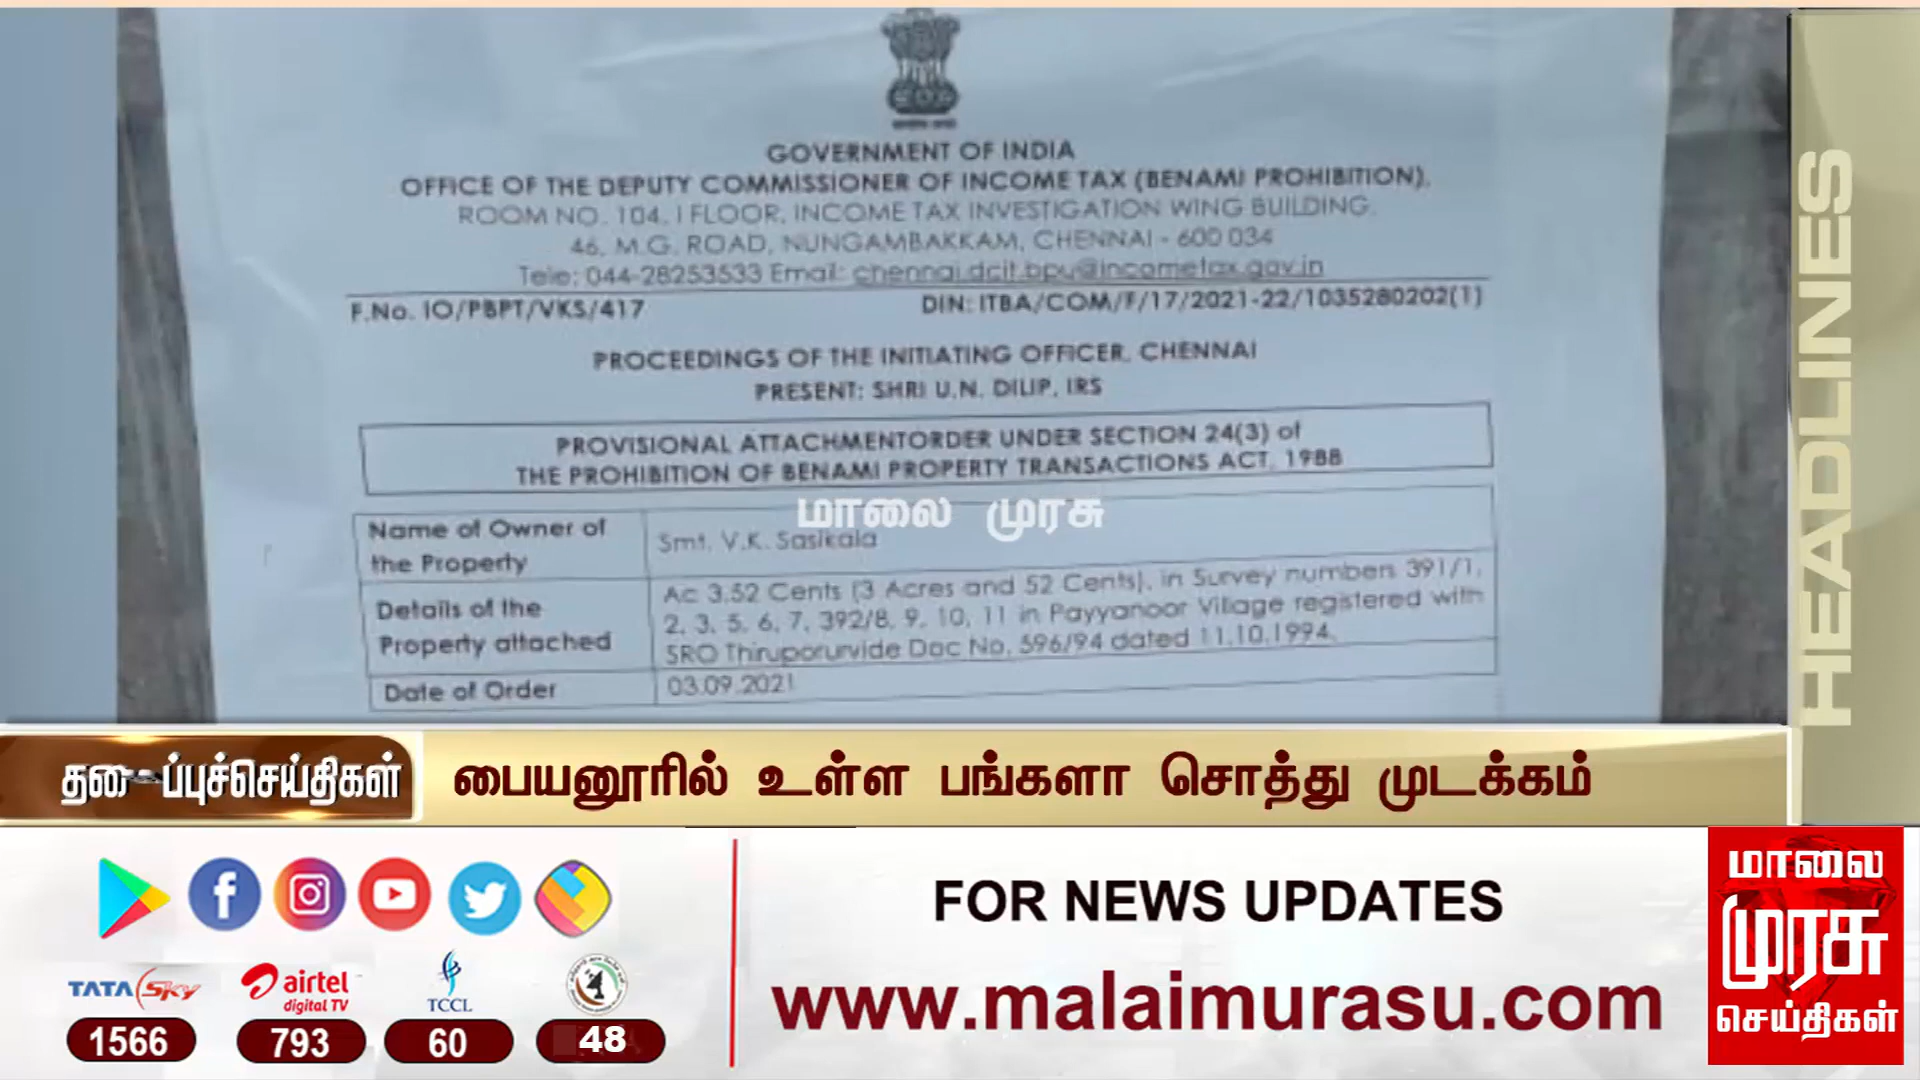 GOVERNMENT OF INDIA
OFFICE OF THE DEPUTY COMMISSIONER OF INCOME TAX (BENAMI PROHIBITION),
ROOM NO. 104, I FLOOR, INCOME TAX INVESTIGATION WING BUILDING,
46, M.G. ROAD, NUNGAMBAKKAM, CHENNAI - 600 034
Tele: 044-28253533 Email: chennai.dcit.bpu@incometax.gov.in
F.No. IO/PBPT/VKS/417 DIN: ITBA/COM/F/17/2021-22/1035280202(1)
PROCEEDINGS OF THE INITIATING OFFICER, CHENNAI
PRESENT: SHRI U.N. DILIP, IRS
PROVISIONAL ATTACHMENTORDER UNDER SECTION 24(3) of
THE PROHIBITION OF BENAMI PROPERTY TRANSACTIONS ACT, 1988
மாலை முரசு
Name of Owner of
the Property
Smt. V.K. Sasikala
Details of the
Property attached
Ac 3.52 Cents (3 Acres and 52 Cents), in Survey numbers 391/1,
2, 3, 5, 6, 7, 392/8, 9, 10, 11 in Payyanoor Village registered with
SRO Thiruporurvide Doc No. 596/94 dated 11.10.1994.
Date of Order
03.09.2021
HEADLINES
தலைப்புச்செய்திகள்
பையனூரில் உள்ள பங்களா சொத்து முடக்கம்
FOR NEWS UPDATES
www.malaimurasu.com
TATA Sky
1566
airtel
digital TV
793
TCCL
60
48
மாலை
முரசு
செய்திகள்